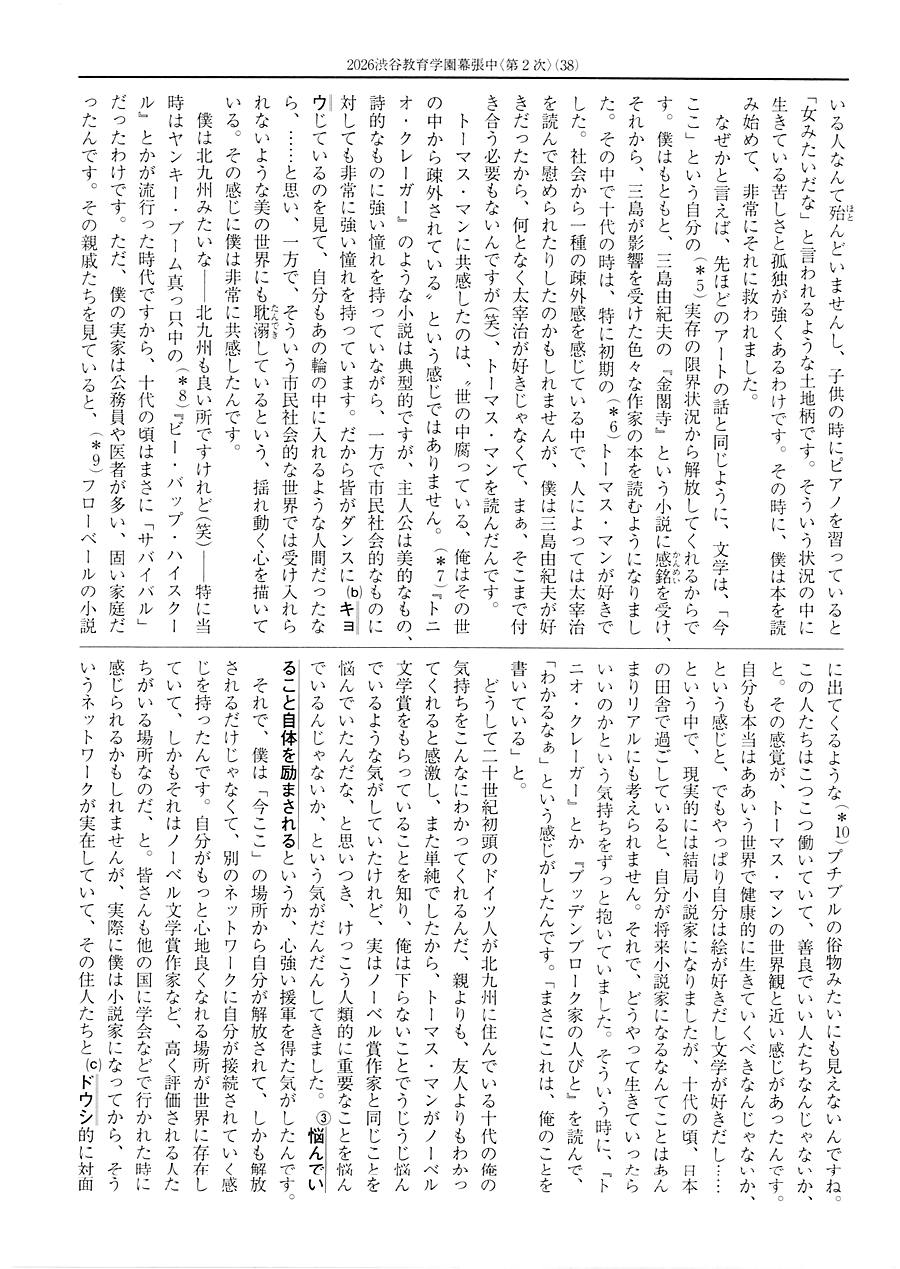 2026渋谷教育学園幕張中〈第2次〉(38)
いる人なんて殆んどいませんし、子供の時にピアノを習っていると
「女みたいだな」と言われるような土地柄です。そういう状況の中に
生きている苦しさと孤独が強くあるわけです。その時に、僕は本を読
み始めて、非常にそれに救われました。
なぜかと言えば、先ほどのアートの話と同じように、文学は、「今
ここ」という自分の(*5)実存の限界状況から解放してくれるからで
す。僕はもともと、三島由紀夫の『金閣寺』という小説に感銘を受け、
それから、三島が影響を受けた色々な作家の本を読むようになりまし
た。その中で十代の時は、特に初期の(*6)トーマス・マンが好きで
した。社会から一種の疎外感を感じている中で、人によっては太宰治
を読んで慰められたりしたのかもしれませんが、僕は三島由紀夫が好
きだったから、何となく太宰治が好きじゃなくて、まぁ、そこまで付
き合う必要もないんですが(笑)、トーマス・マンを読んだんです。
トーマス・マンに共感したのは、〝世の中腐っている、俺はその世
の中から疎外されている〟という感じではありません。(*7)『トニ
オ・クレーガー』のような小説は典型的ですが、主人公は美的なもの、
詩的なものに強い憧れを持っていながら、一方で市民社会的なものに
対しても非常に強い憧れを持っています。だから皆がダンスに(b)キョ
ウじているのを見て、自分もあの輪の中に入れるような人間だったな
ら、……と思い、一方で、そういう市民社会的な世界では受け入れら
れないような美の世界にも耽溺しているという、揺れ動く心を描いて
いる。その感じに僕は非常に共感したんです。
僕は北九州みたいな――北九州も良い所ですけれど(笑)――特に当
時はヤンキー・ブーム真っ只中の(*8)『ビー・バップ・ハイスクー
ル』とかが流行った時代ですから、十代の頃はまさに「サバイバル」
だったわけです。ただ、僕の実家は公務員や医者が多い、固い家庭だ
ったんです。その親戚たちを見ていると、(*9)フローベールの小説
に出てくるような(*10)プチブルの俗物みたいにも見えないんですね。
この人たちはこつこつ働いていて、善良でいい人たちなんじゃないか、
と。その感覚が、トーマス・マンの世界観と近い感じがあったんです。
自分も本当はああいう世界で健康的に生きていくべきなんじゃないか、
という感じと、でもやっぱり自分は絵が好きだし文学が好きだし……
という中で、現実的には結局小説家になりましたが、十代の頃、日本
の田舎で過ごしていると、自分が将来小説家になるなんてことはあん
まりリアルにも考えられません。それで、どうやって生きていったら
いいのかという気持ちをずっと抱いていました。そういう時に、『ト
ニオ・クレーガー』とか『ブッデンブローク家の人びと』を読んで、
「わかるなぁ」という感じがしたんです。「まさにこれは、俺のことを
書いている」と。
どうして二十世紀初頭のドイツ人が北九州に住んでいる十代の俺の
気持ちをこんなにわかってくれるんだ、親よりも、友人よりもわかっ
てくれると感激し、また単純でしたから、トーマス・マンがノーベル
文学賞をもらっていることを知り、俺は下らないことでうじうじ悩ん
でいるような気がしていたけれど、実はノーベル賞作家と同じことを
悩んでいたんだな、と思いつき、けっこう人類的に重要なことを悩ん
でいるんじゃないか、という気がだんだんしてきました。③悩んでい
ること自体を励まされるというか、心強い援軍を得た気がしたんです。
それで、僕は「今ここ」の場所から自分が解放されて、しかも解放
されるだけじゃなくて、別のネットワークに自分が接続されていく感
じを持ったんです。自分がもっと心地良くなれる場所が世界に存在し
ていて、しかもそれはノーベル文学賞作家など、高く評価される人た
ちがいる場所なのだ、と。皆さんも他の国に学会などで行かれた時に
感じられるかもしれませんが、実際に僕は小説家になってから、そう
いうネットワークが実在していて、その住人たちと(c)ドウシ的に対面